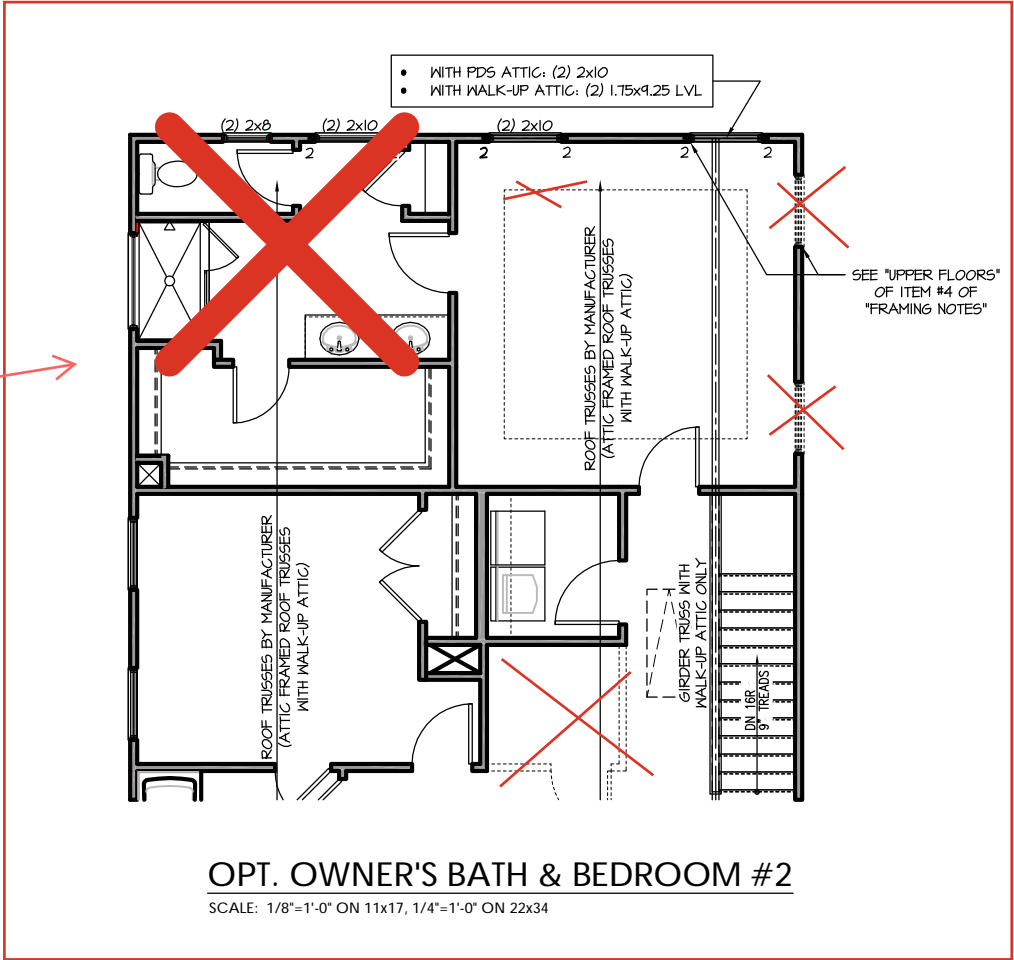 • WITH PDS ATTIC: (2) 2x10
• WITH WALK-UP ATTIC: (2) 1.75x9.25 LVL
(2) 2x8
(2) 2x10
(2) 2x10
2
2
2
2
2
2
ROOF TRUSSES BY MANUFACTURER
(ATTIC FRAMED ROOF TRUSSES
WITH WALK-UP ATTIC)
SEE "UPPER FLOORS"
OF ITEM #4 OF
"FRAMING NOTES"
ROOF TRUSSES BY MANUFACTURER
(ATTIC FRAMED ROOF TRUSSES
WITH WALK-UP ATTIC)
GIRDER TRUSS WITH
WALK-UP ATTIC ONLY
DN 16R
9" TREADS
OPT. OWNER'S BATH & BEDROOM #2
SCALE: 1/8"=1'-0" ON 11x17, 1/4"=1'-0" ON 22x34